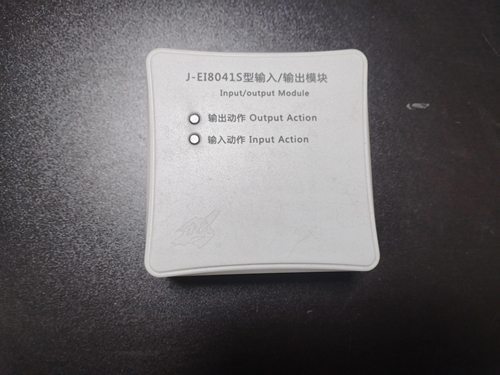 J-EI8041S型输入/输出模块
Input/output Module
输出动作 Output Action
输入动作 Input Action